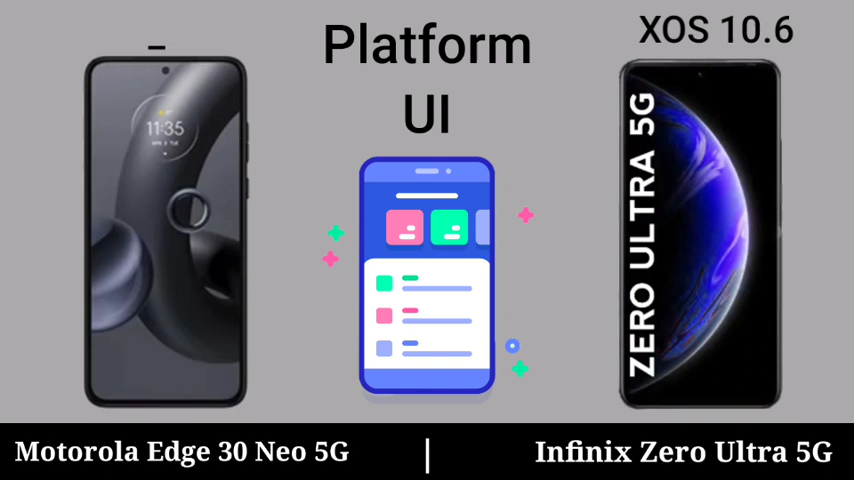 –
Platform
UI
XOS 10.6
11:35
ZERO ULTRA 5G
Motorola Edge 30 Neo 5G
|
Infinix Zero Ultra 5G